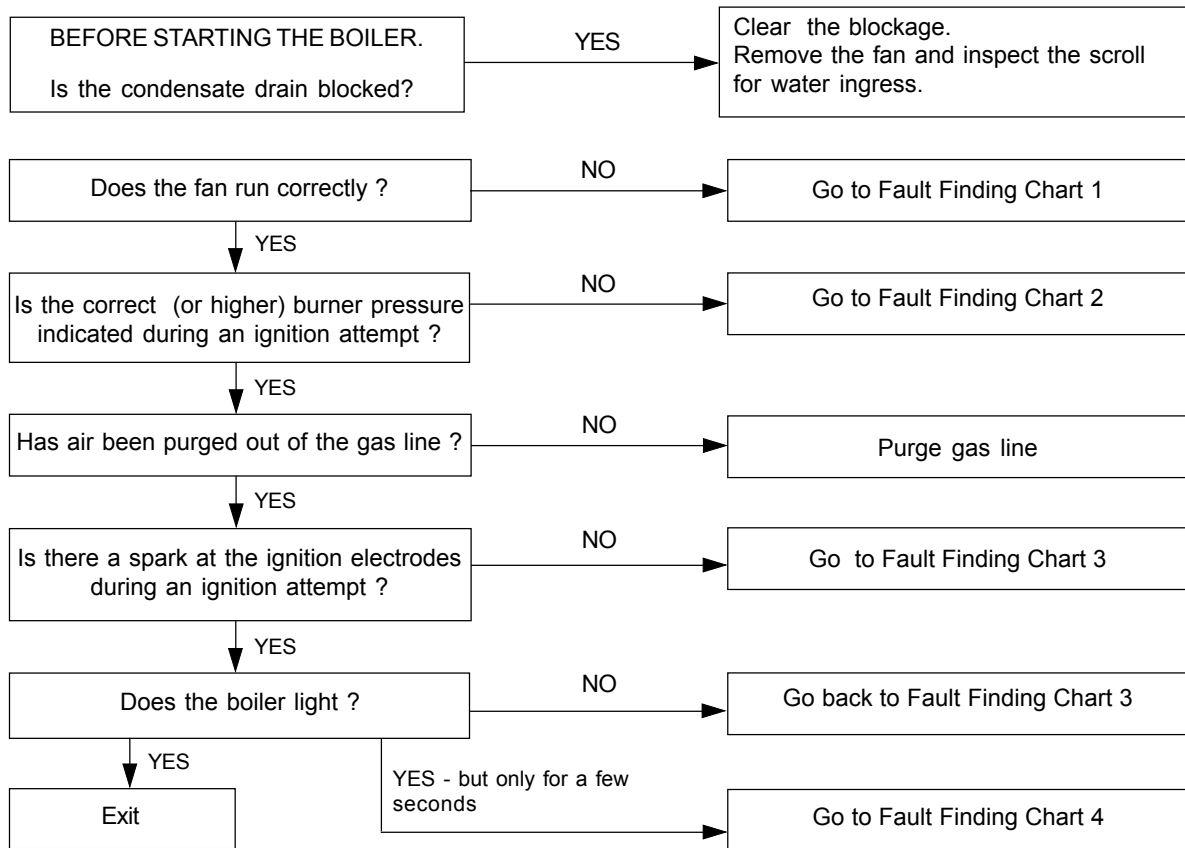 BEFORE STARTING THE BOILER.
Is the condensate drain blocked?
YES
Clear the blockage.
Remove the fan and inspect the scroll
for water ingress.
Does the fan run correctly ?
NO
Go to Fault Finding Chart 1
YES
Is the correct (or higher) burner pressure
indicated during an ignition attempt ?
NO
Go to Fault Finding Chart 2
YES
Has air been purged out of the gas line ?
NO
Purge gas line
YES
Is there a spark at the ignition electrodes
during an ignition attempt ?
NO
Go to Fault Finding Chart 3
YES
Does the boiler light ?
NO
Go back to Fault Finding Chart 3
YES
Exit
YES - but only for a few
seconds
Go to Fault Finding Chart 4